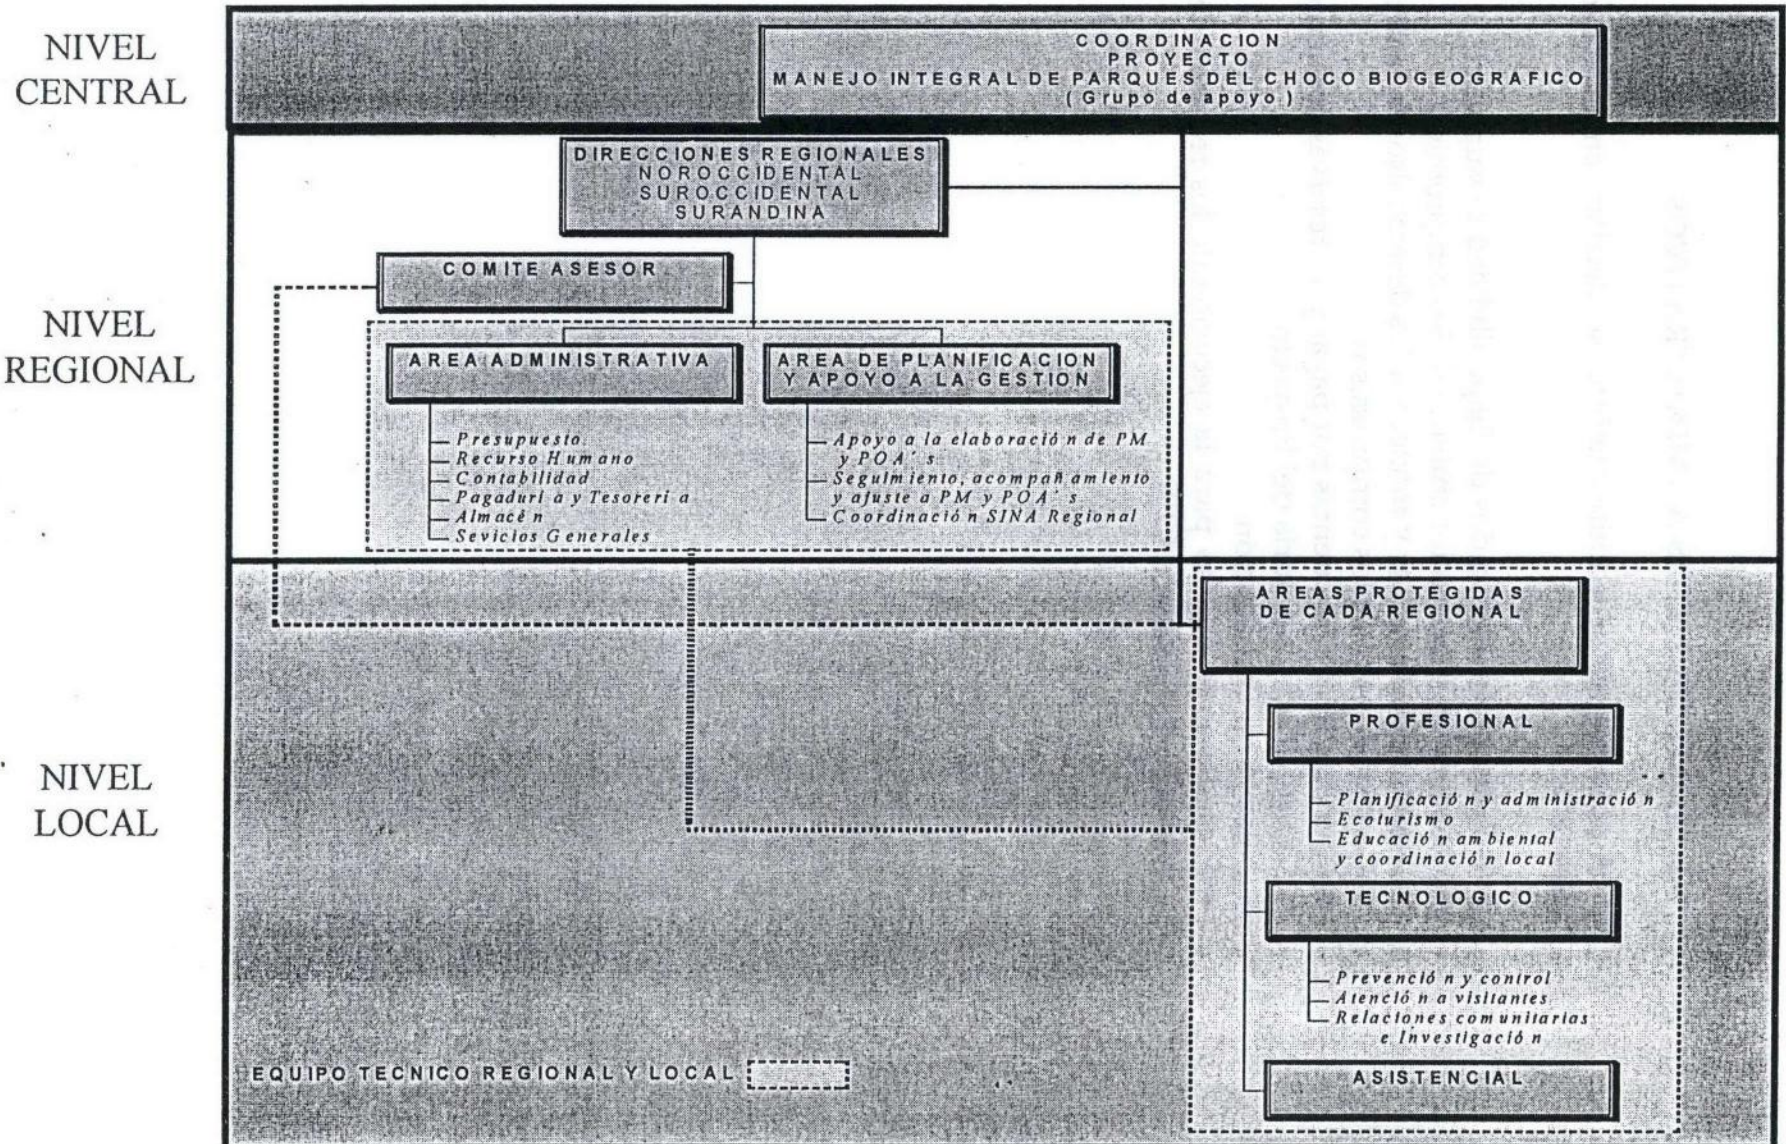 NIVEL
CENTRAL
COORDINACION
PROYECTO
MANEJO INTEGRAL DE PARQUES DEL CHOCO BIOGEOGRAFICO
(Grupo de apoyo)
NIVEL
REGIONAL
DIRECCIONES REGIONALES
NOROCCIDENTAL
SUROCCIDENTAL
SURANDINA
COMITE ASESOR
AREA ADMINISTRATIVA
Presupuesto
Recurso Humano
Contabilidad
Pagaduría y Tesorería
Almacén
Sevicios Generales
AREA DE PLANIFICACION
Y APOYO A LA GESTION
Apoyo a la elaboración de PM
y POA´s
Seguimiento, acompañamiento
y ajuste a PM y POA´s
Coordinación SINA Regional
NIVEL
LOCAL
AREAS PROTEGIDAS
DE CADA REGIONAL
PROFESIONAL
Planificación y administración
Ecoturismo
Educación ambiental
y coordinación local
TECNOLOGICO
Prevención y control
Atención a visitantes
Relaciones comunitarias
e Investigación
ASISTENCIAL
EQUIPO TECNICO REGIONAL Y LOCAL